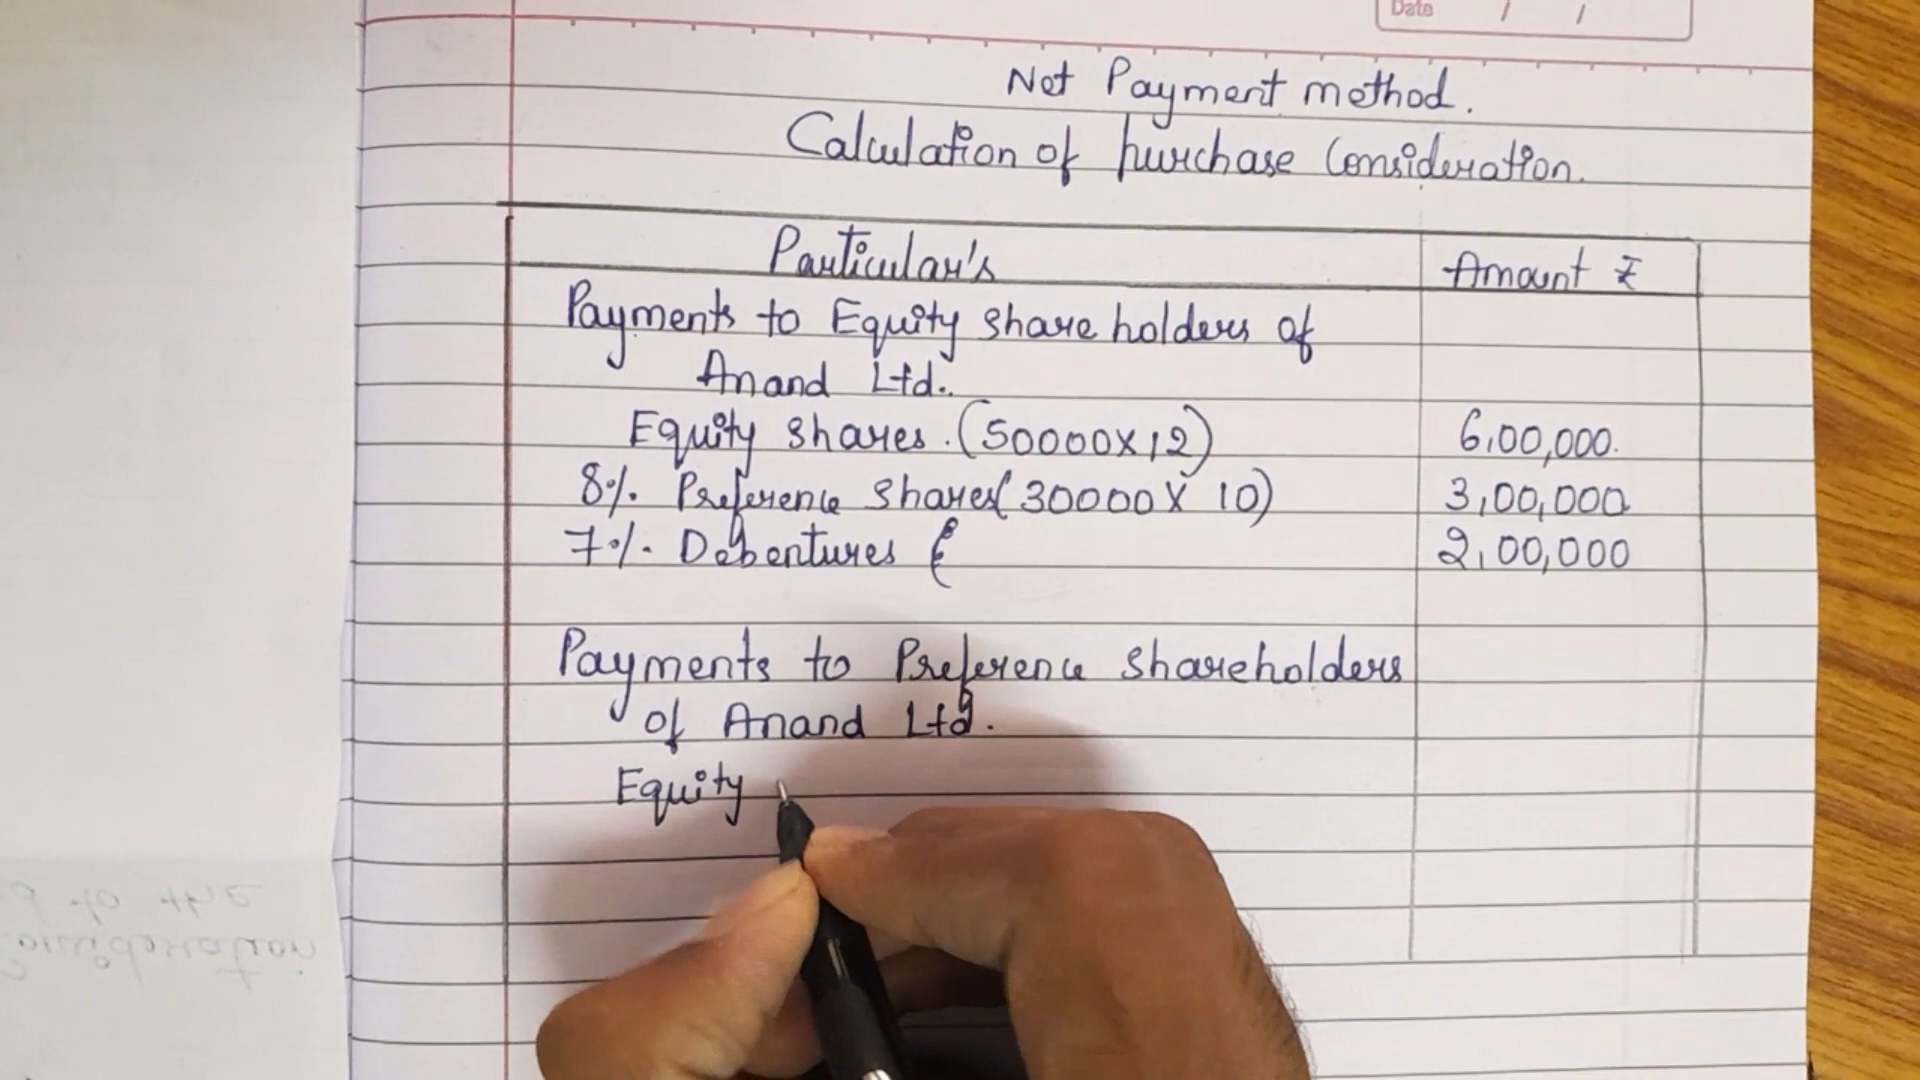 Date / /
Net Payment method.
Calculation of purchase Consideration.
Particular's Amount ₹
Payments to Equity share holders of
Anand Ltd.
Equity shares. (50000X12) 6,00,000.
8%. Preference shares(30000X 10) 3,00,000
7%. Debentures ( 2,00,000
Payments to Preference shareholders
of Anand Ltd.
Equity